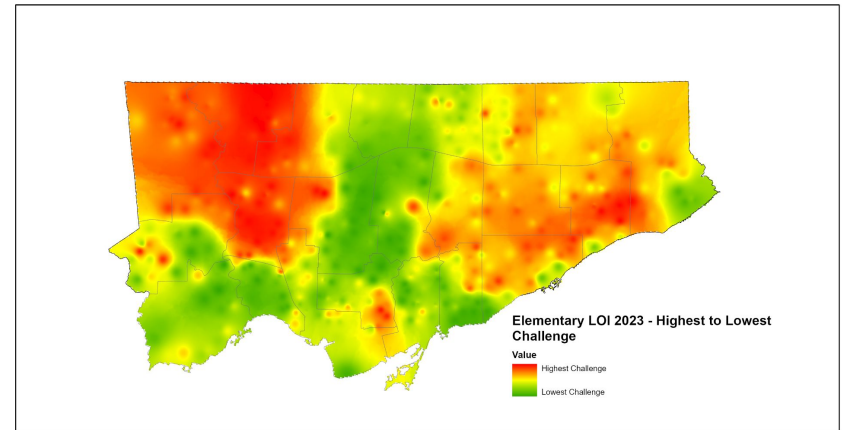 Elementary LOI 2023 - Highest to Lowest
Challenge
Value
Highest Challenge
Lowest Challenge